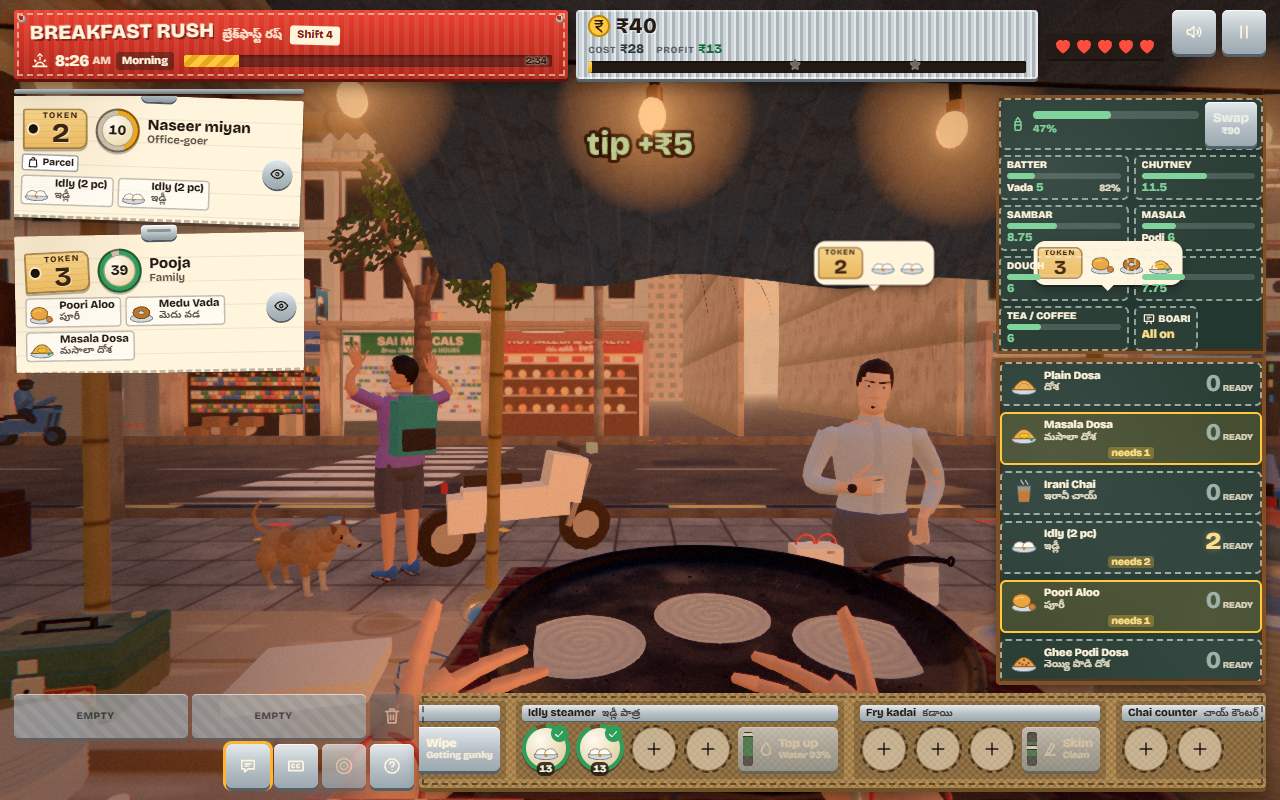 BREAKFAST RUSH బ్రేక్‌ఫాస్ట్ రష్ Shift 4
8:26 AM Morning 2:34
₹ ₹40
COST ₹28 PROFIT ₹13
TOKEN
2
10
Naseer miyan
Office-goer
Parcel
Idly (2 pc)
ఇడ్లీ
Idly (2 pc)
ఇడ్లీ
TOKEN
3
39
Pooja
Family
Poori Aloo
పూరీ
Medu Vada
మెదు వడ
Masala Dosa
మసాలా దోశ
tip +₹5
TOKEN
2
TOKEN
3
SAI
47%
Swap
₹90
BATTER
Vada 5 82%
CHUTNEY
11.5
SAMBAR
8.75
MASALA
Podi 6
DOUGH
6
7.75
TEA / COFFEE
6
BOARD
All on
Plain Dosa
దోశ
0 READY
Masala Dosa
మసాలా దోశ
0 READY
needs 1
Irani Chai
ఇరానీ చాయ్
0 READY
Idly (2 pc)
ఇడ్లీ
2 READY
needs 2
Poori Aloo
పూరీ
0 READY
needs 1
Ghee Podi Dosa
నెయ్యి పొడి దోశ
0 READY
EMPTY
EMPTY
CC
?
Wipe
Getting gunky
Idly steamer ఇడ్లీ పాత్ర
13
13
Top up
Water 93%
Fry kadai కడాయి
Skim
Clean
Chai counter చాయ్ కౌంటర్